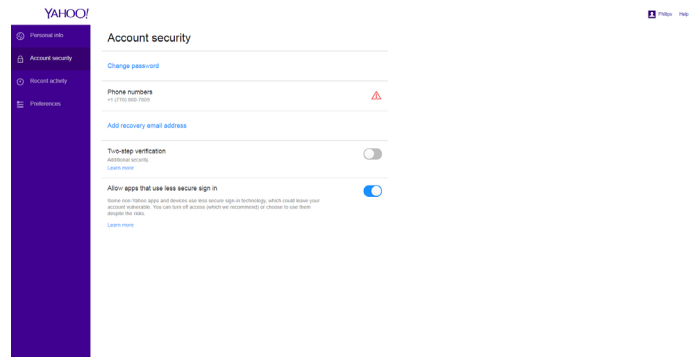 YAHOO!
Phillips Help
Personal info
Account security
Recent activity
Preferences
Account security
Change password
Phone numbers
+1 (770)
Add recovery email address
Two-step verification
Additional security.
Learn more
Allow apps that use less secure sign in
Some non-Yahoo apps and devices use less secure sign-in technology, which could leave your
account vulnerable. You can turn off access (which we recommend) or choose to use them
despite the risks.
Learn more